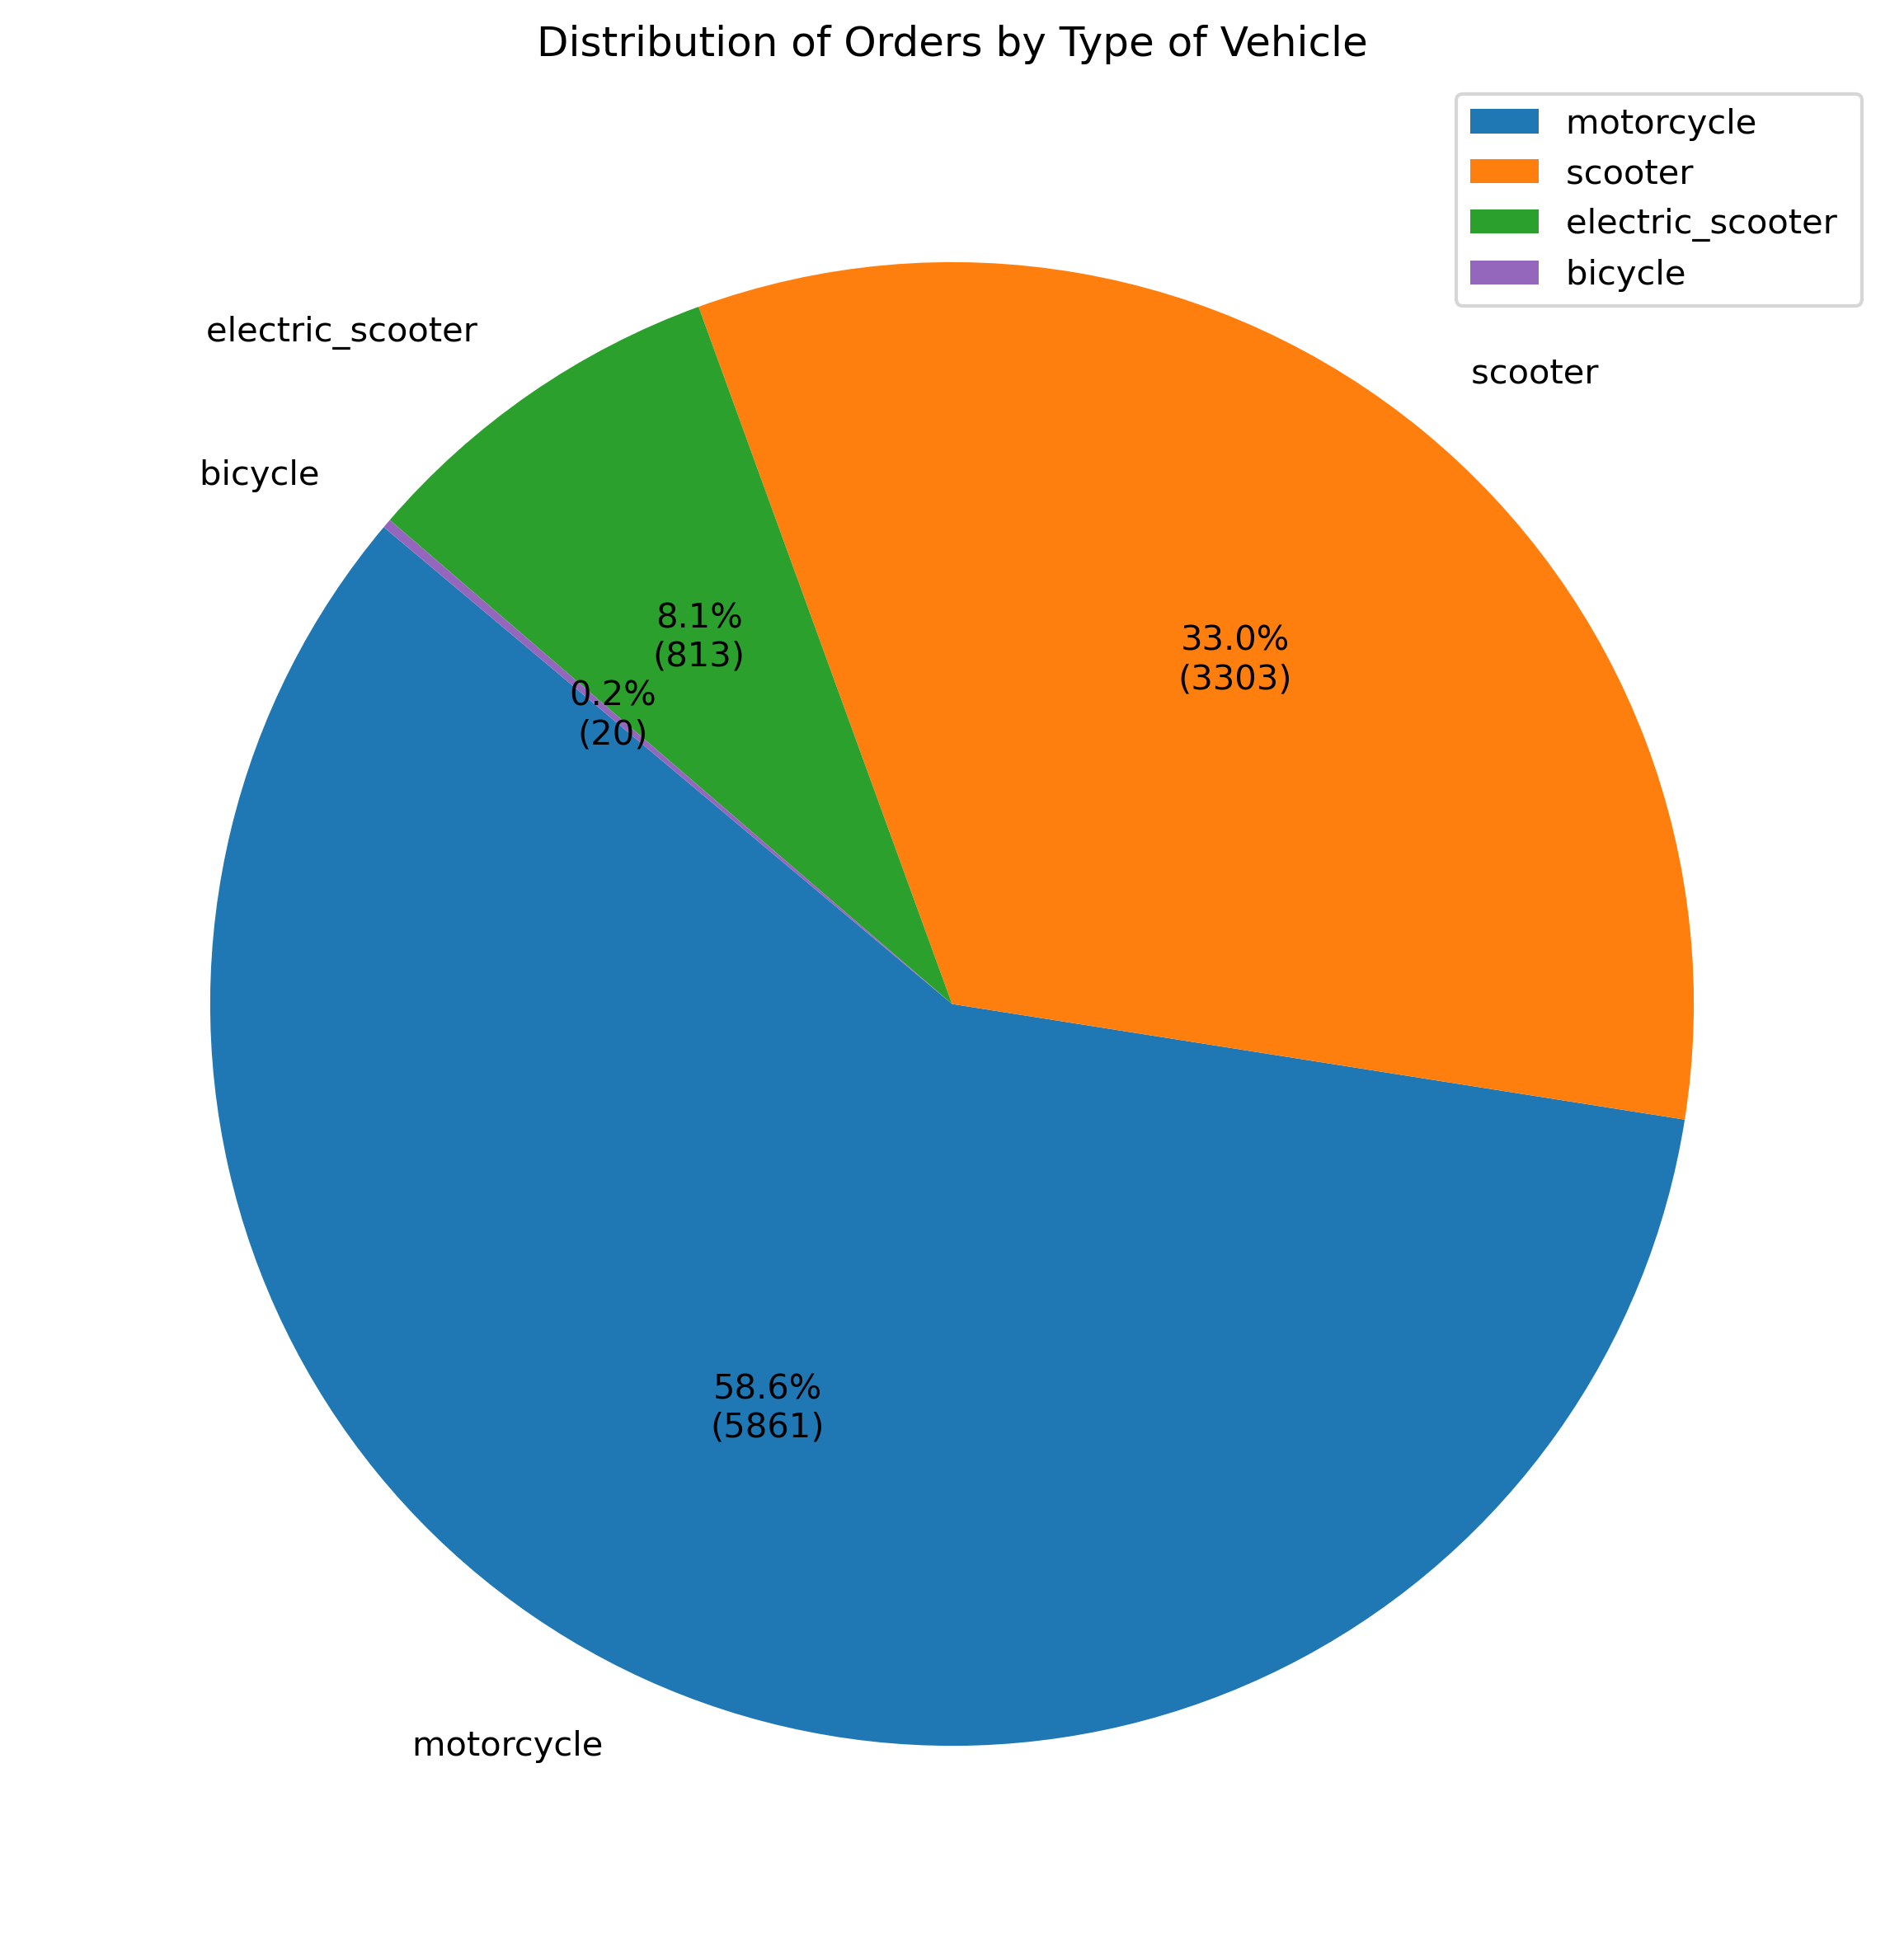 Distribution of Orders by Type of Vehicle
motorcycle
scooter
electric_scooter
bicycle
electric_scooter
scooter
bicycle
8.1%
(813)
33.0%
(3303)
0.2%
(20)
58.6%
(5861)
motorcycle